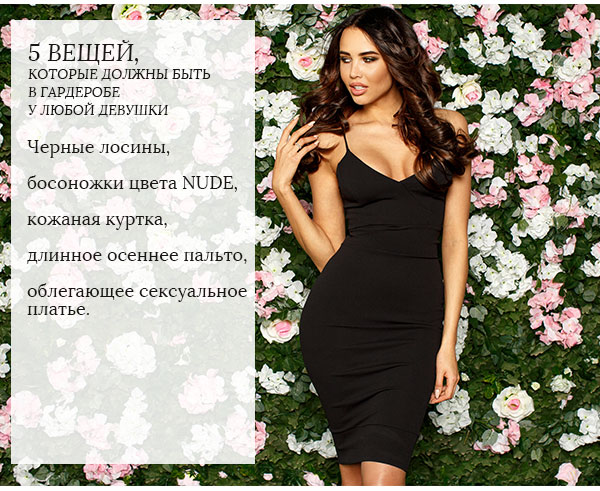 5 ВЕЩЕЙ,
КОТОРЫЕ ДОЛЖНЫ БЫТЬ
В ГАРДЕРОБЕ
У ЛЮБОЙ ДЕВУШКИ
Черные лосины,
босоножки цвета NUDE,
кожаная куртка,
длинное осеннее пальто,
облегающее сексуальное
платье.